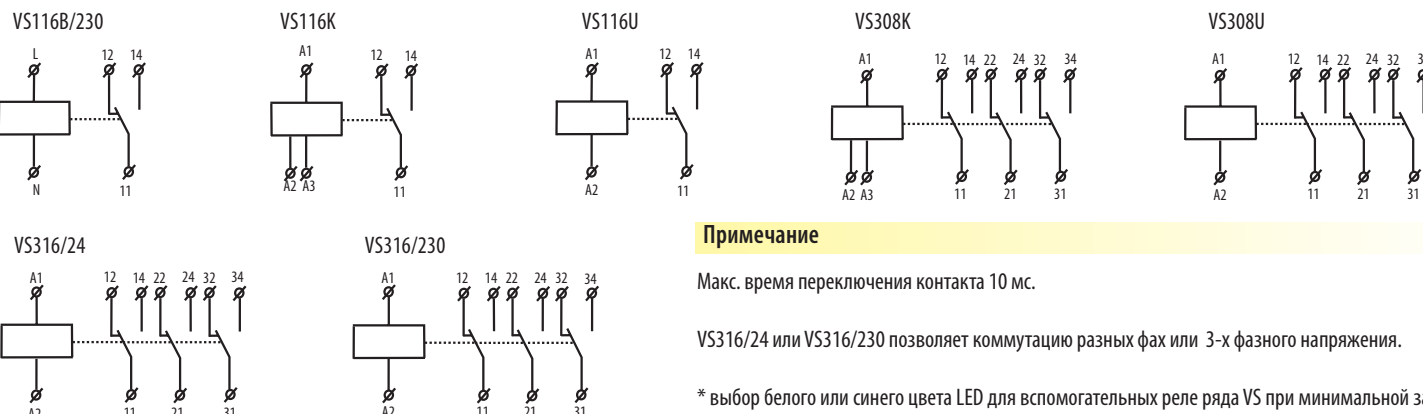 VS116B/230 VS116K VS116U VS308K VS308U
L 12 14 A1 12 14 A1 12 14 A1 12 14 22 24 32 34 A1 12 14 22 24 32
N 11 A2 A3 11 A2 11 A2 A3 11 21 31 A2 11 21 31
VS316/24 VS316/230
Примечание
A1 12 14 22 24 32 34 A1 12 14 22 24 32 34
Макс. время переключения контакта 10 мс.
VS316/24 или VS316/230 позволяет коммутацию разных фах или 3-х фазного напряжения.
* выбор белого или синего цвета LED для вспомогательных реле ряда VS при минимальной
A2 11 21 31 A2 11 21 31